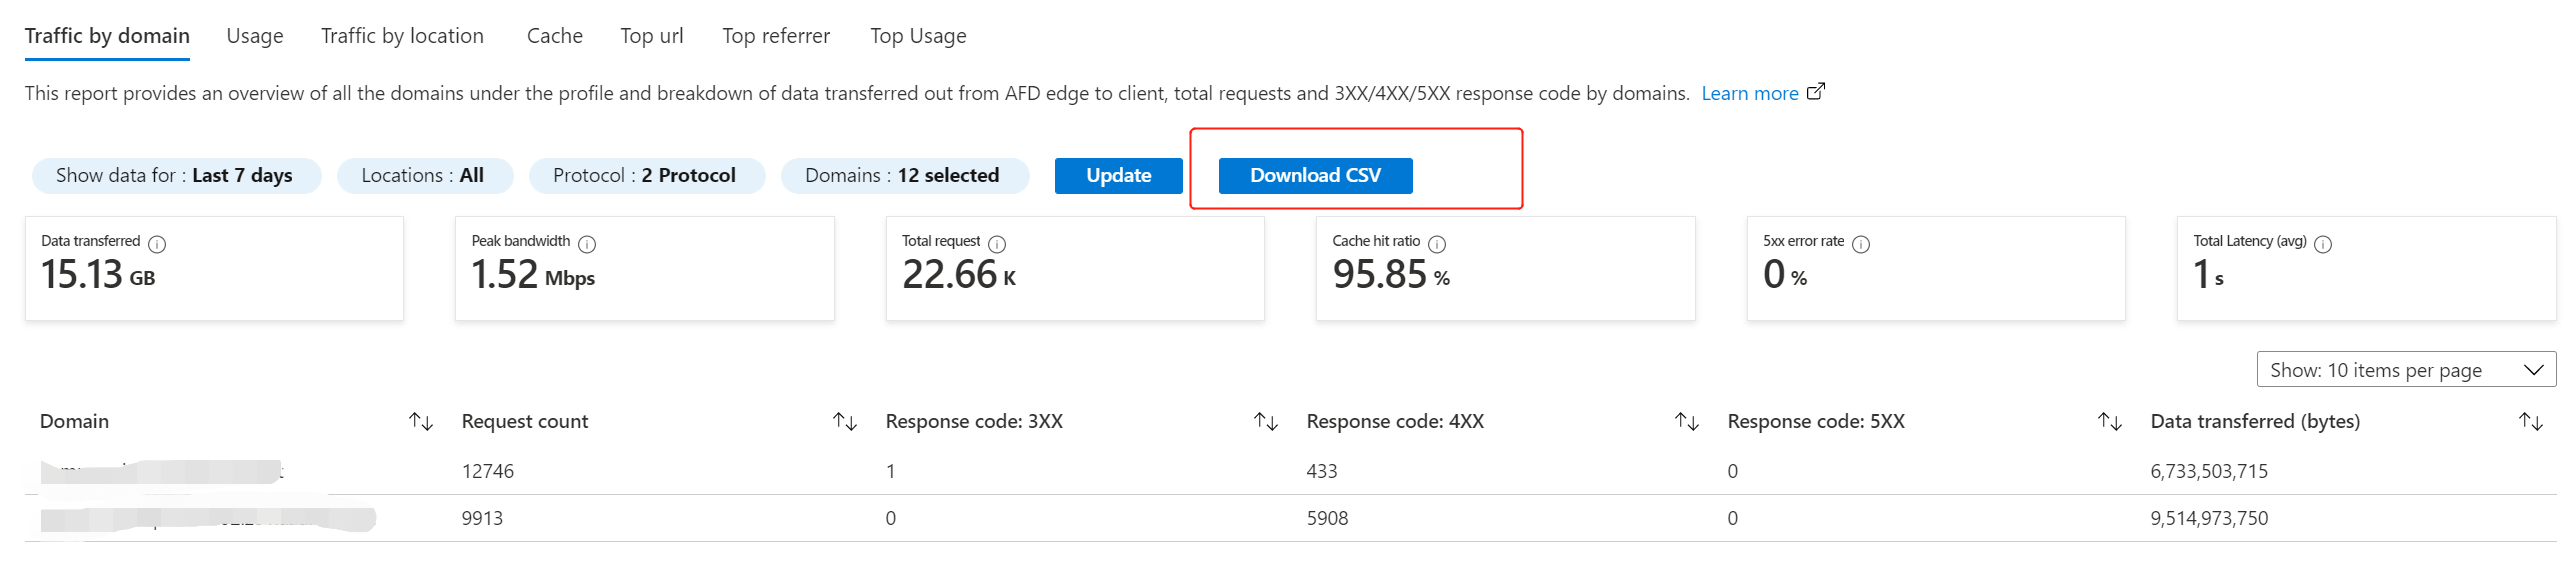 Traffic by domain Usage Traffic by location Cache Top url Top referrer Top Usage
This report provides an overview of all the domains under the profile and breakdown of data transferred out from AFD edge to client, total requests and 3XX/4XX/5XX response code by domains. Learn more
Show data for : Last 7 days Locations : All Protocol : 2 Protocol Domains : 12 selected Update Download CSV
Data transferred Peak bandwidth Total request Cache hit ratio 5xx error rate Total Latency (avg)
15.13 GB 1.52 Mbps 22.66 K 95.85 % 0 % 1 s
Show: 10 items per page
Domain Request count Response code: 3XX Response code: 4XX Response code: 5XX Data transferred (bytes)
12746 1 433 0 6,733,503,715
9913 0 5908 0 9,514,973,750